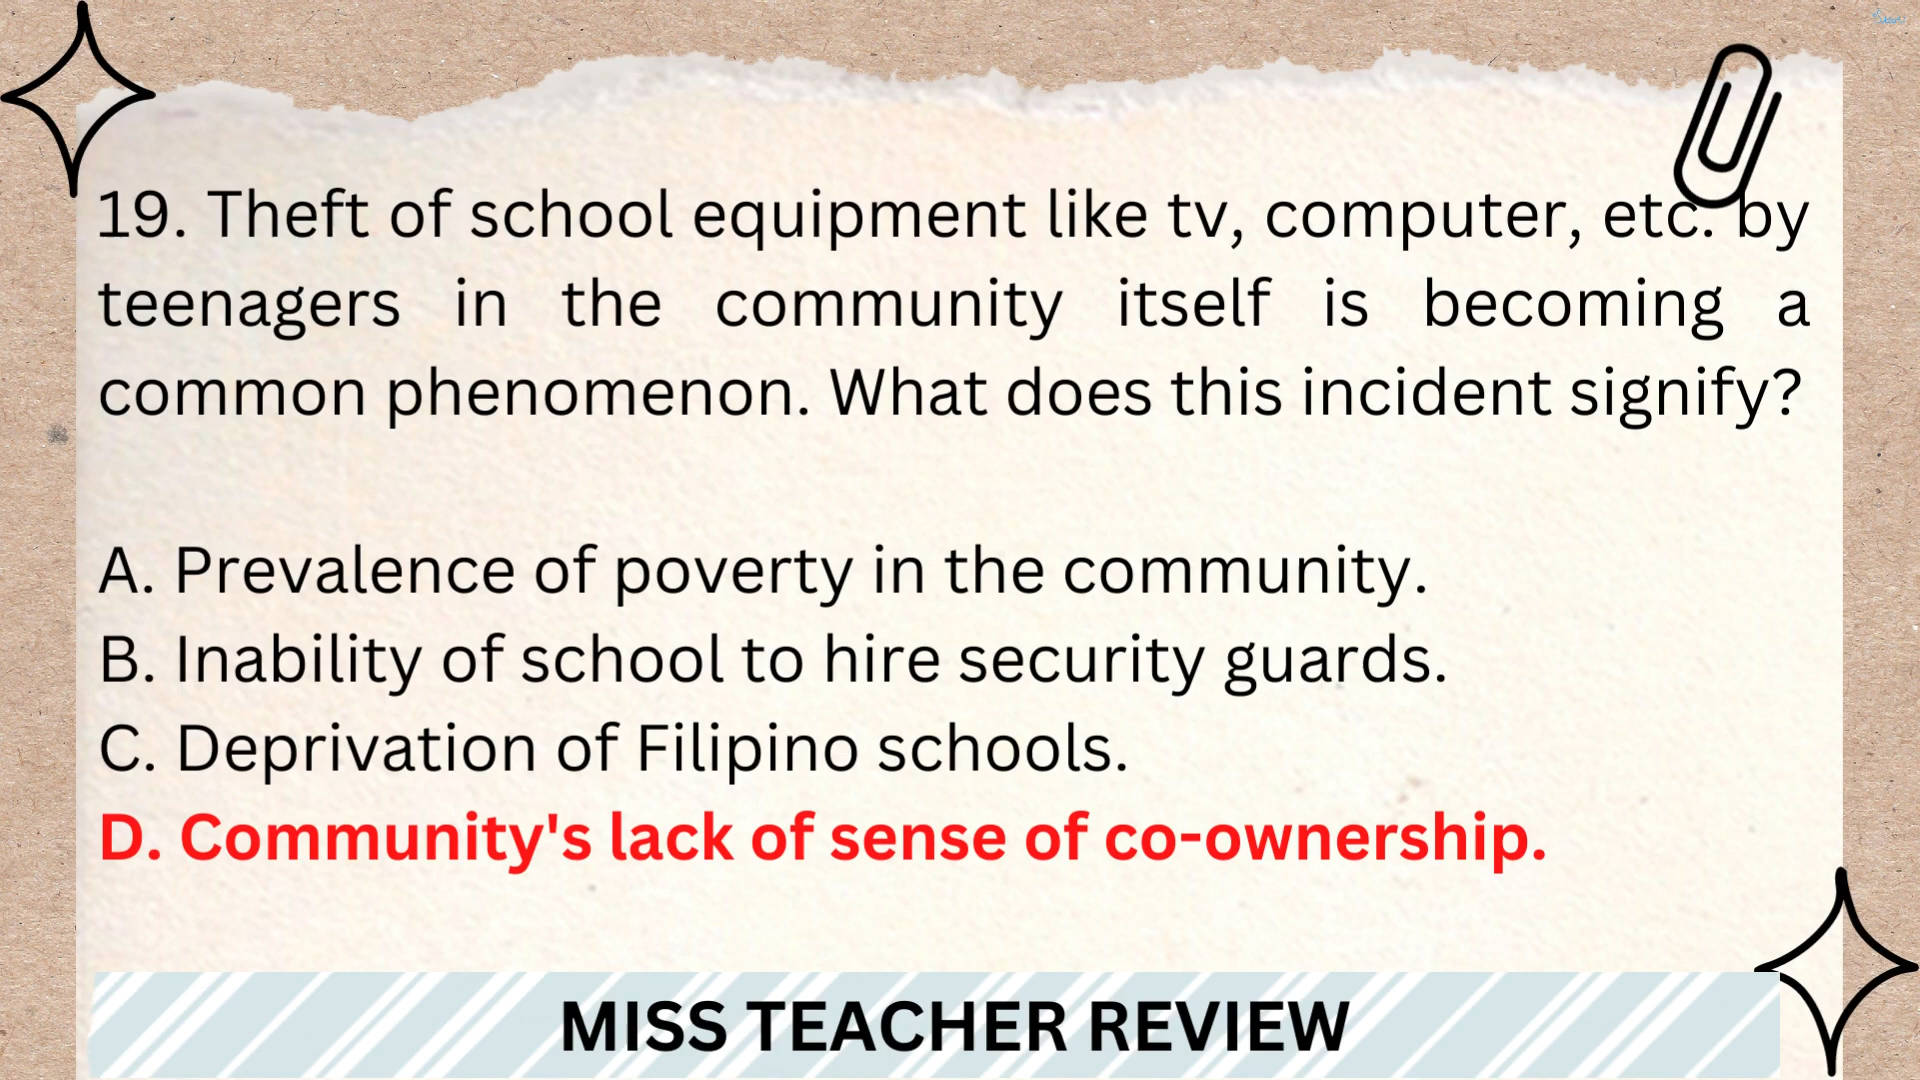 19. Theft of school equipment like tv, computer, etc. by
teenagers in the community itself is becoming a
common phenomenon. What does this incident signify?
A. Prevalence of poverty in the community.
B. Inability of school to hire security guards.
C. Deprivation of Filipino schools.
D. Community's lack of sense of co-ownership.
MISS TEACHER REVIEW